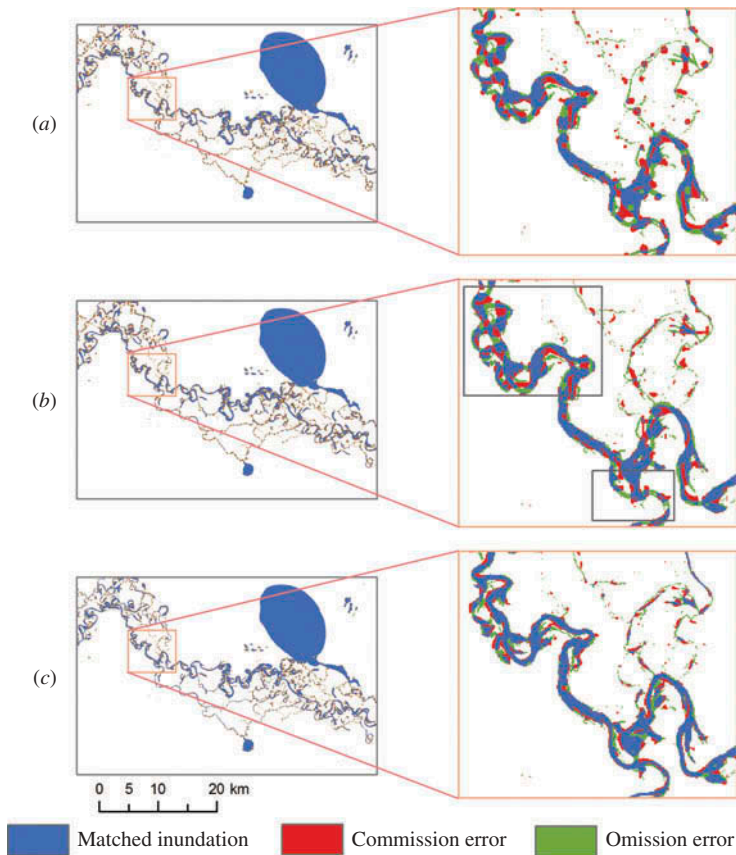 (a)
(b)
(c)
0 5 10 20 km
Matched inundation Commission error Omission error